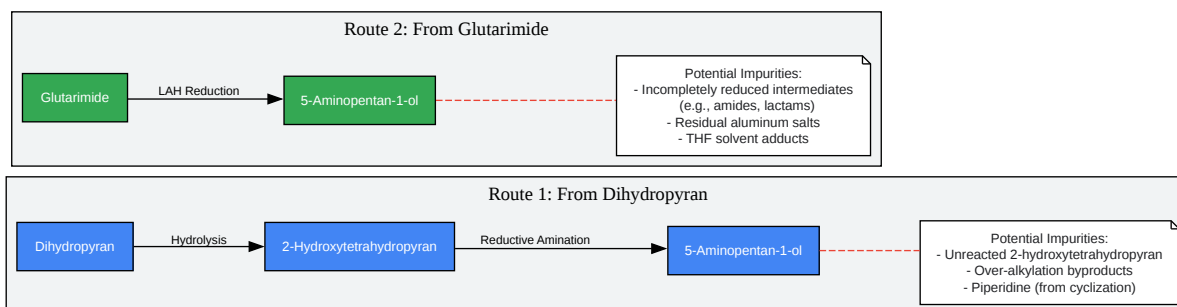 Route 2: From Glutarimide
Glutarimide
LAH Reduction
5-Aminopentan-1-ol
Potential Impurities:
- Incompletely reduced intermediates
(e.g., amides, lactams)
- Residual aluminum salts
- THF solvent adducts
Route 1: From Dihydropyran
Dihydropyran
Hydrolysis
2-Hydroxytetrahydropyran
Reductive Amination
5-Aminopentan-1-ol
Potential Impurities:
- Unreacted 2-hydroxytetrahydropyran
- Over-alkylation byproducts
- Piperidine (from cyclization)